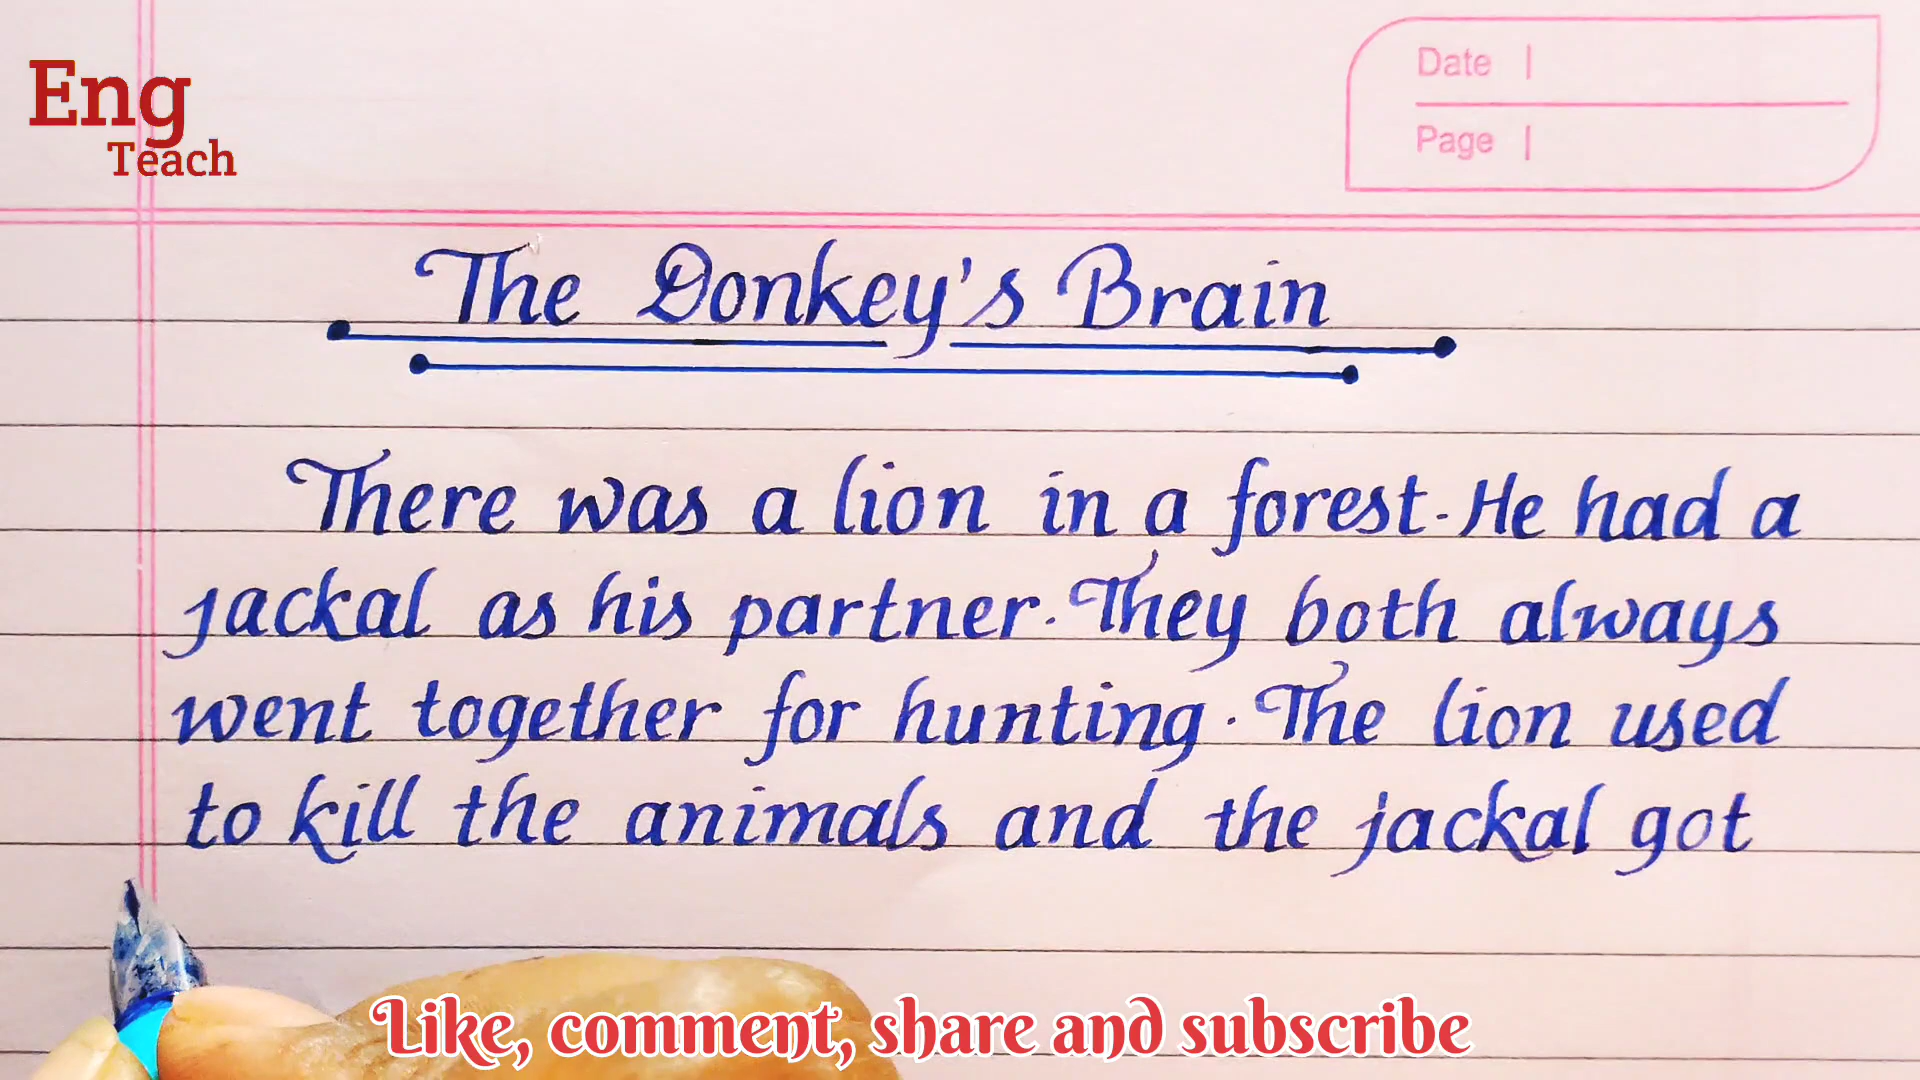 Eng
Teach
Date |
Page |
The Donkey's Brain
There was a lion in a forest. He had a
jackal as his partner. They both always
went together for hunting. The lion used
to kill the animals and the jackal got
Like, comment, share and subscribe